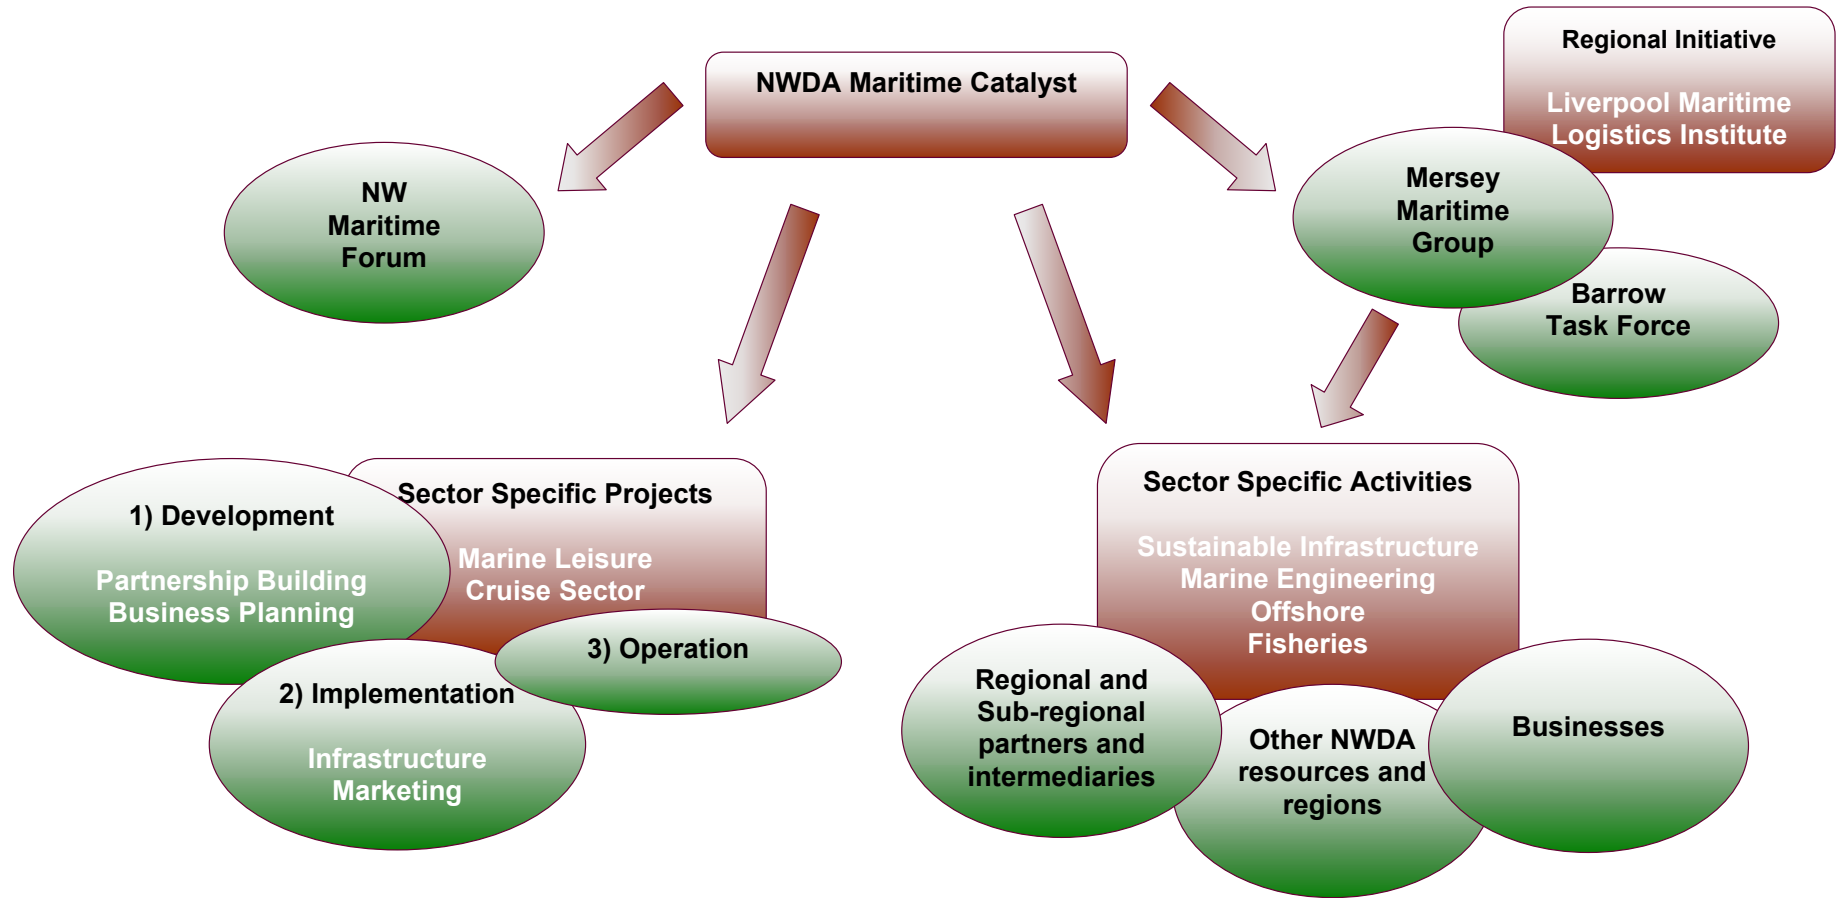 NWDA Maritime Catalyst
Regional Initiative
Liverpool Maritime
Logistics Institute
NW
Maritime
Forum
Mersey
Maritime
Group
Barrow
Task Force
Sector Specific Projects
Marine Leisure
Cruise Sector
1) Development
Partnership Building
Business Planning
2) Implementation
Infrastructure
Marketing
3) Operation
Sector Specific Activities
Sustainable Infrastructure
Marine Engineering
Offshore
Fisheries
Regional and
Sub-regional
partners and
intermediaries
Other NWDA
resources and
regions
Businesses